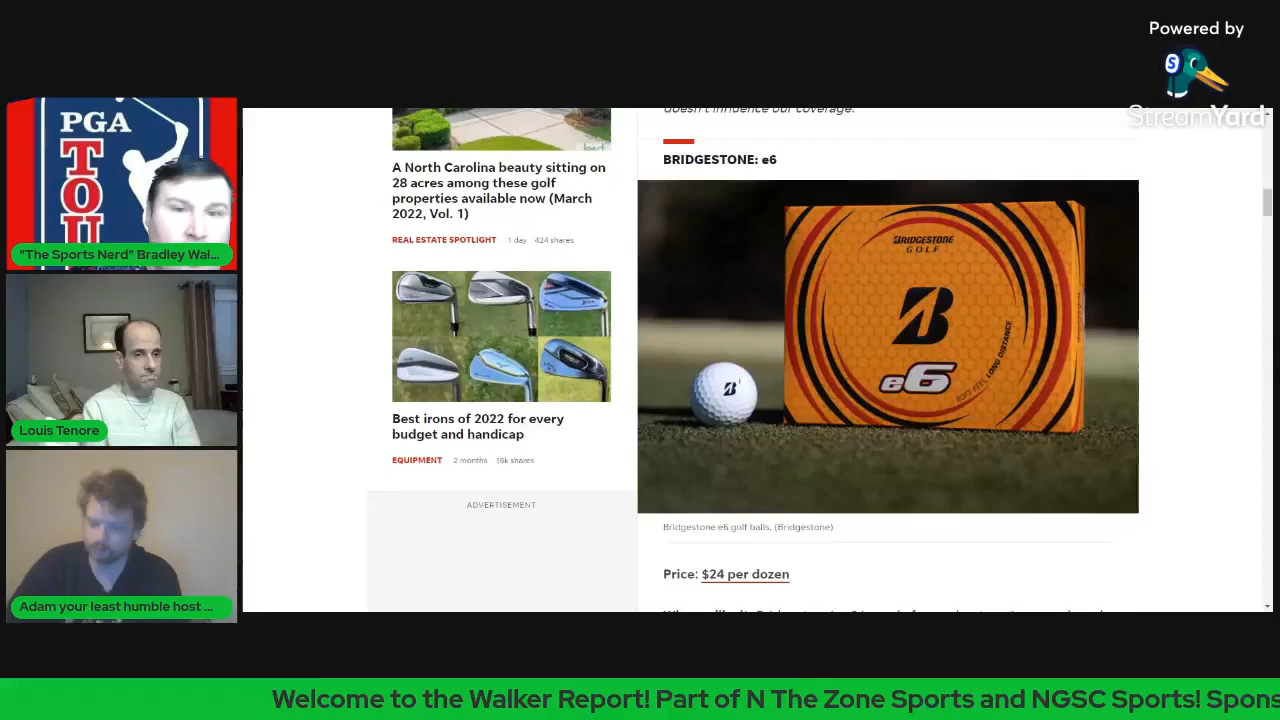 Powered by
StreamYard
PGA
TOU
"The Sports Nerd" Bradley Wal...
Louis Tenore
Adam your least humble host ...
A North Carolina beauty sitting on
28 acres among these golf
properties available now (March
2022, Vol. 1)
REAL ESTATE SPOTLIGHT 1 day 424 shares
Best irons of 2022 for every
budget and handicap
EQUIPMENT 2 months 16k shares
ADVERTISEMENT
doesn't influence our coverage.
BRIDGESTONE: e6
BRIDGESTONE
GOLF
B
e6
SOFT FEEL LONG DISTANCE
B
Bridgestone e6 golf balls. (Bridgestone)
Price: $24 per dozen
Welcome to the Walker Report! Part of N The Zone Sports and NGSC Sports! Spons